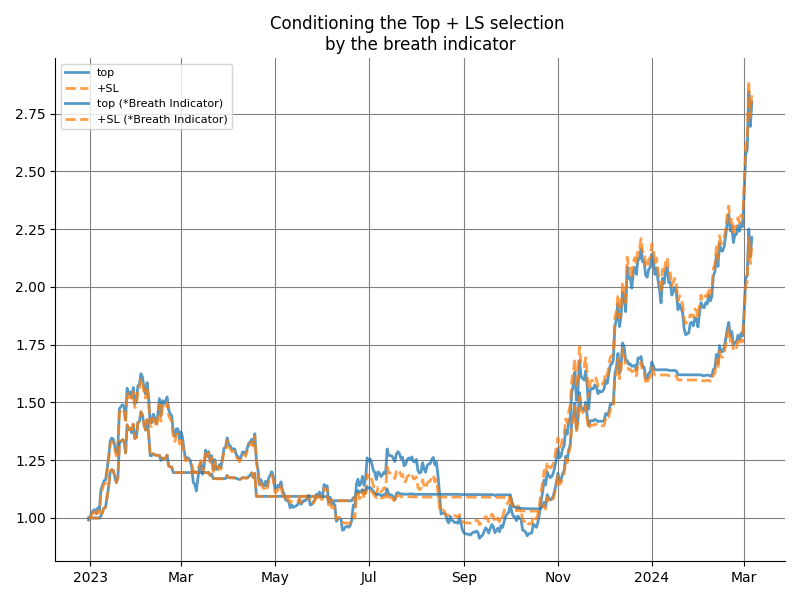 Conditioning the Top + LS selection
by the breath indicator
top
+SL
top (*Breath Indicator)
+SL (*Breath Indicator)
2.75
2.50
2.25
2.00
1.75
1.50
1.25
1.00
2023 Mar May Jul Sep Nov 2024 Mar